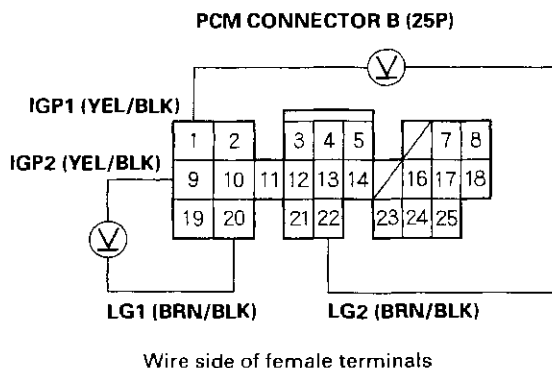 PCM CONNECTOR B (25P)
V
IGP1 (YEL/BLK)
1 2 3 4 5 7 8
IGP2 (YEL/BLK)
9 10 11 12 13 14 16 17 18
V
19 20 21 22 23 24 25
LG1 (BRN/BLK) LG2 (BRN/BLK)
Wire side of female terminals